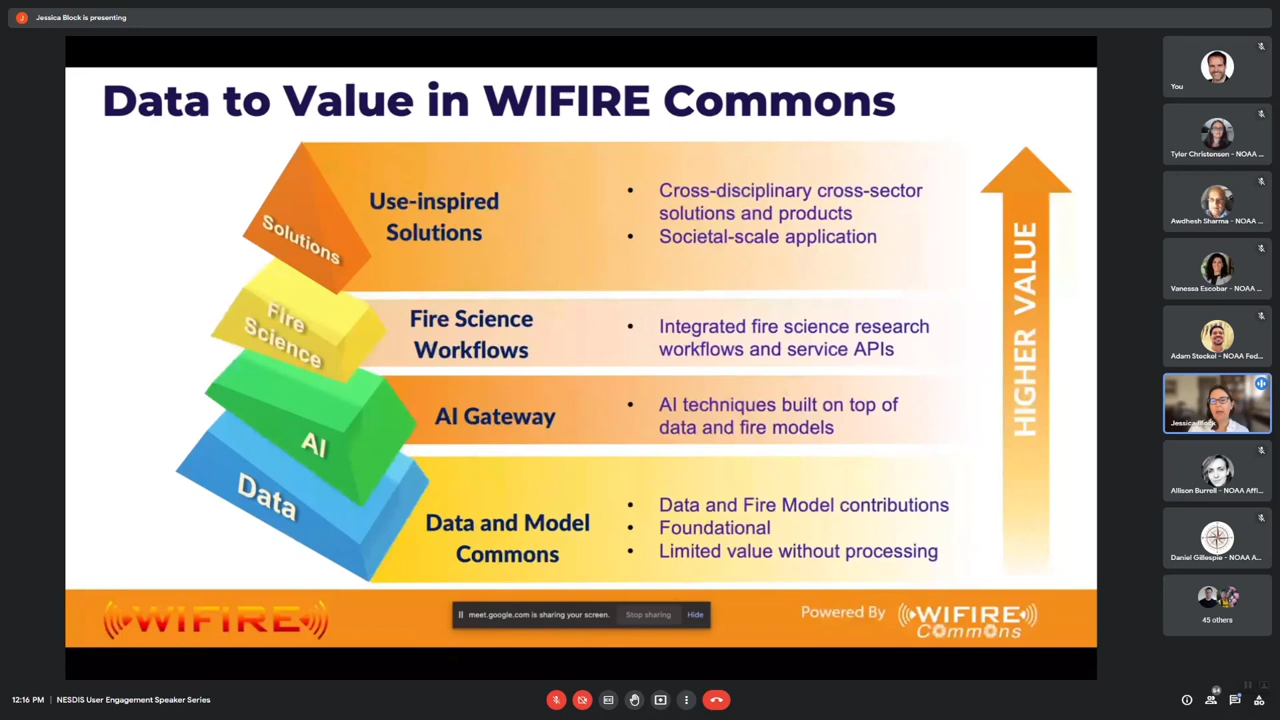 Jessica Block is presenting
Data to Value in WIFIRE Commons
Solutions
Use-inspired
Solutions
• Cross-disciplinary cross-sector
solutions and products
• Societal-scale application
Fire
Science
Fire Science
Workflows
• Integrated fire science research
workflows and service APIs
AI
AI Gateway
• AI techniques built on top of
data and fire models
Data
Data and Model
Commons
• Data and Fire Model contributions
• Foundational
• Limited value without processing
HIGHER VALUE
WIFIRE
meet.google.com is sharing your screen.
Stop sharing
Hide
Powered By
WIFIRE
Commons
You
Tyler Christensen - NOAA ...
Awdhesh Sharma - NOAA ...
Vanessa Escobar - NOAA ...
Adam Steckel - NOAA Fed...
Jessica Block
Allison Burrell - NOAA Affi...
Daniel Gillespie - NOAA A...
45 others
12:16 PM | NESDIS User Engagement Speaker Series